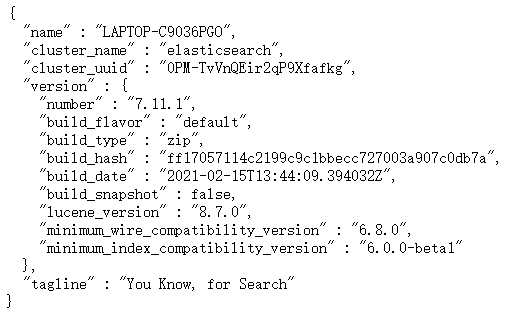 {
  "name" : "LAPTOP-C9036PGO",
  "cluster_name" : "elasticsearch",
  "cluster_uuid" : "0PM-TvVnQEir2qP9Xfafkg",
  "version" : {
    "number" : "7.11.1",
    "build_flavor" : "default",
    "build_type" : "zip",
    "build_hash" : "ff17057114c2199c9c1bbecc727003a907c0db7a",
    "build_date" : "2021-02-15T13:44:09.394032Z",
    "build_snapshot" : false,
    "lucene_version" : "8.7.0",
    "minimum_wire_compatibility_version" : "6.8.0",
    "minimum_index_compatibility_version" : "6.0.0-beta1"
  },
  "tagline" : "You Know, for Search"
}